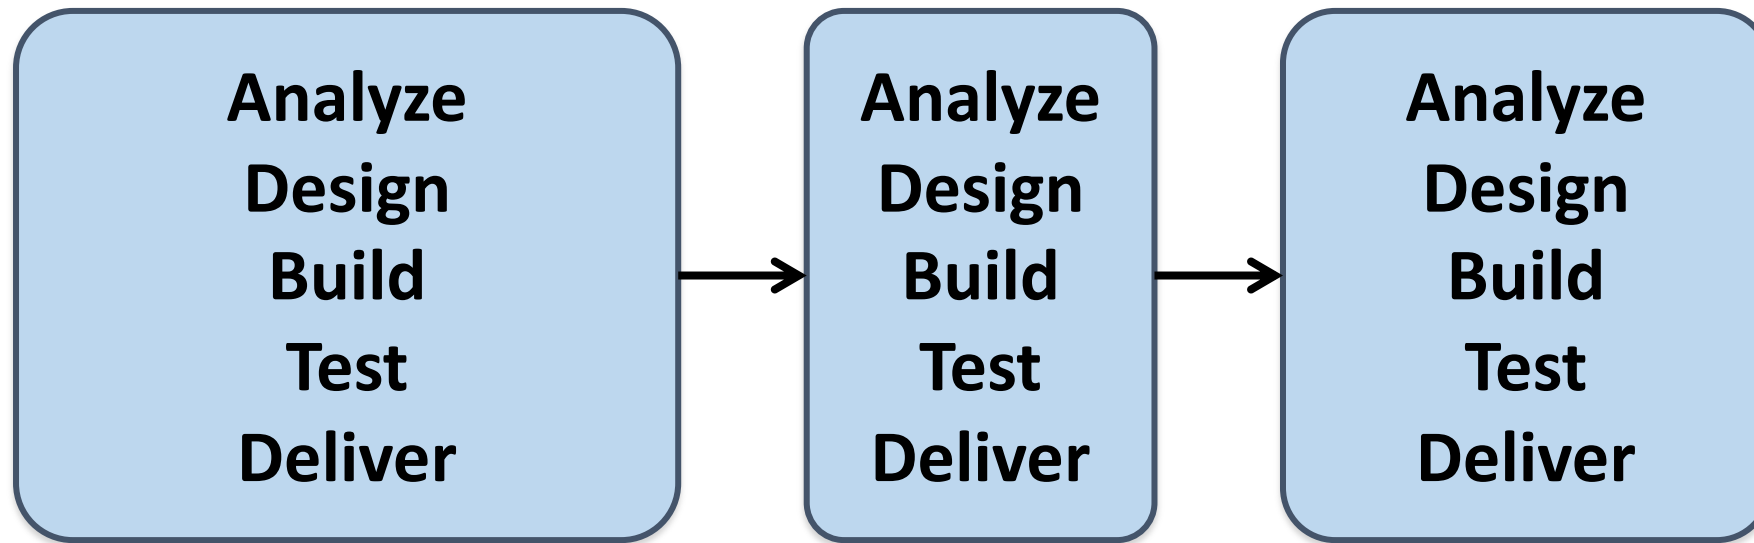 Analyze
Design
Build
Test
Deliver
Analyze
Design
Build
Test
Deliver
Analyze
Design
Build
Test
Deliver